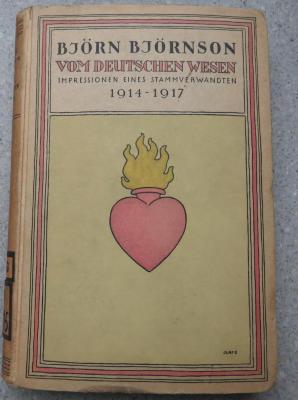 BJÖRN BJÖRNSON
VOM DEUTSCHEN WESEN
IMPRESSIONEN EINES STAMMVERWANDTEN
1914-1917